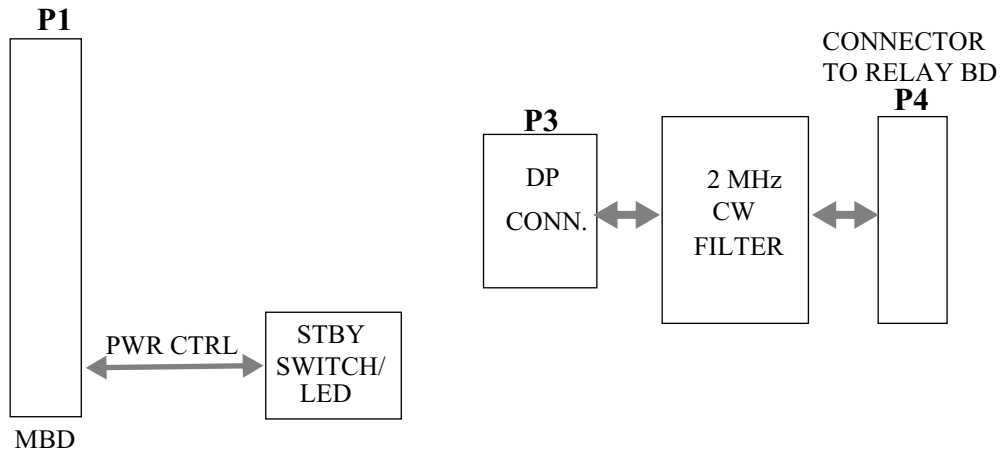 P1
CONNECTOR
TO RELAY BD
P4
P3
DP
CONN.
2 MHz
CW
FILTER
PWR CTRL
STBY
SWITCH/
LED
MBD